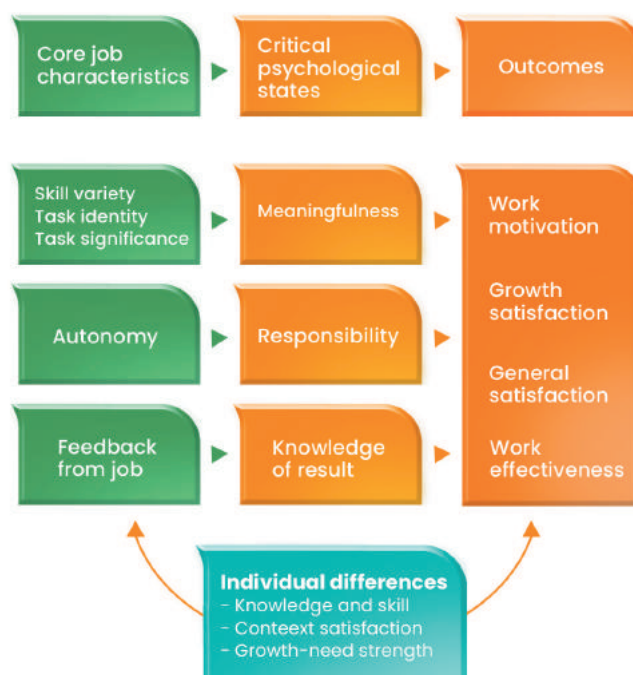 Core job
characteristics
Critical
psychological
states
Outcomes
Skill variety
Task identity
Task significance
Meaningfulness
Work
motivation
Autonomy
Responsibility
Growth
satisfaction
General
satisfaction
Feedback
from job
Knowledge
of result
Work
effectiveness
Individual differences
- Knowledge and skill
- Conteext satisfaction
- Growth-need strength